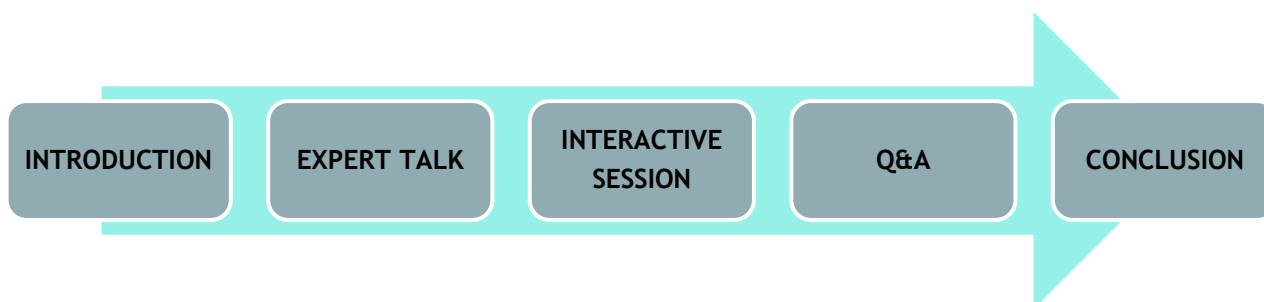 INTRODUCTION
EXPERT TALK
INTERACTIVE
SESSION
Q&A
CONCLUSION